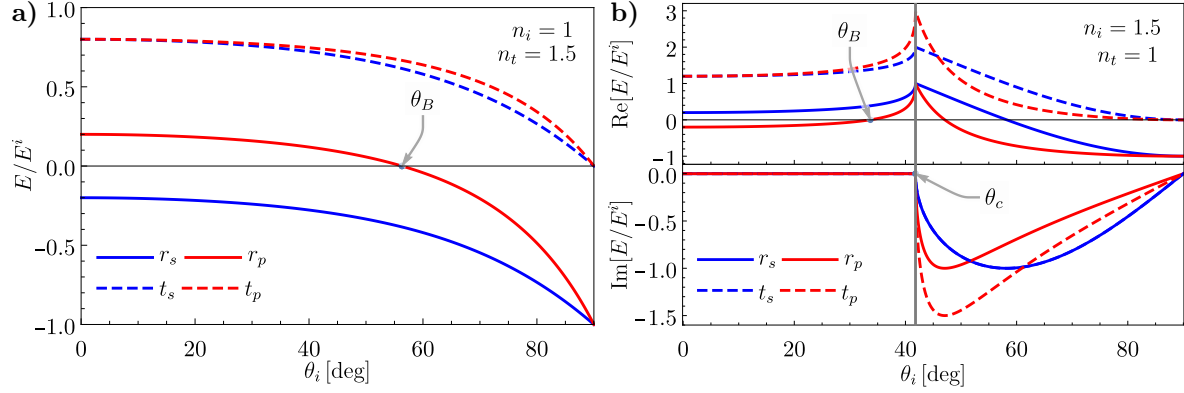 a)
1.0
0.5
0.0
−0.5
−1.0
E/E^i
n_i = 1
n_t = 1.5
θ_B
r_s r_p
t_s t_p
0 20 40 60 80
θ_i [deg]
b)
3
2
1
0
−1
Re[E/E^i]
θ_B
n_i = 1.5
n_t = 1
0.0
−0.5
−1.0
−1.5
Im[E/E^i]
θ_c
r_s r_p
t_s t_p
0 20 40 60 80
θ_i [deg]